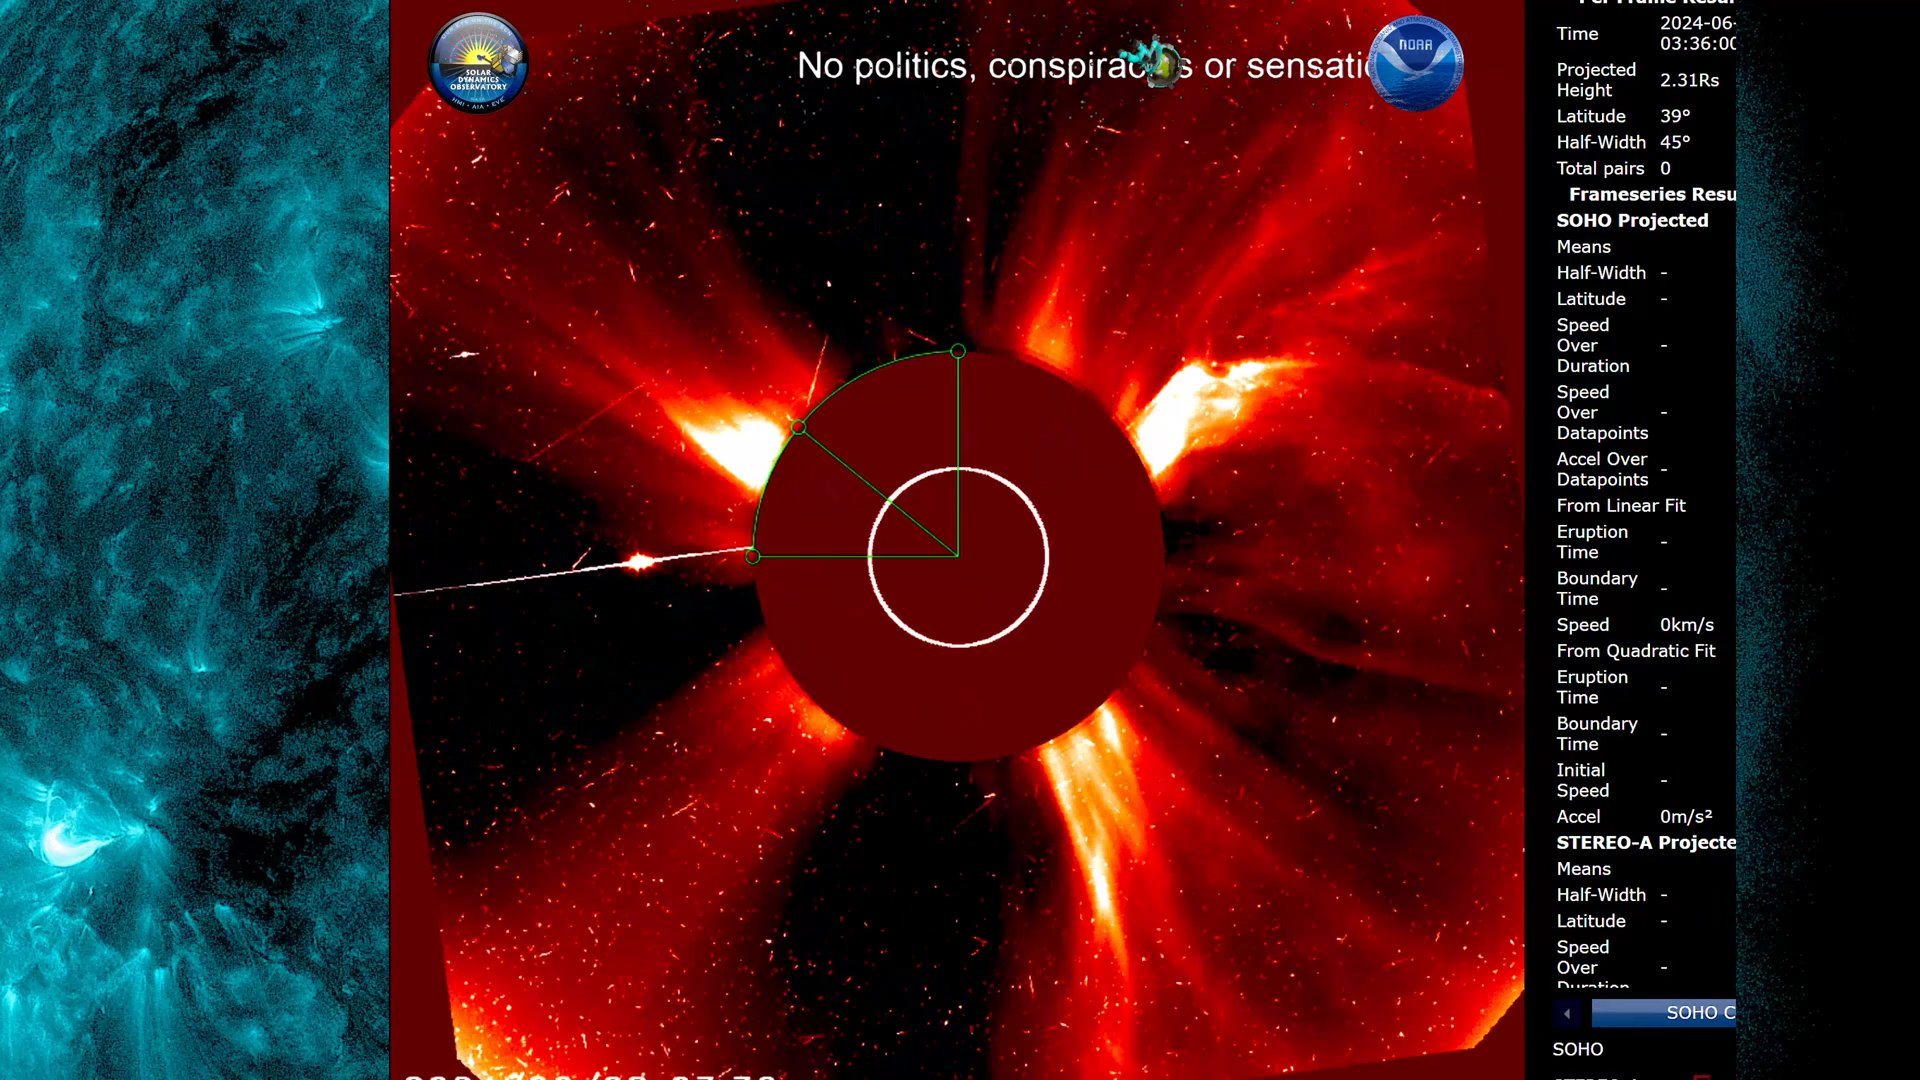 SOLAR
DYNAMICS
OBSERVATORY
HMI • AIA • EVE
No politics, conspirac s or sensati
NOAA
Time 2024-06-
03:36:00
Projected
Height 2.31Rs
Latitude 39°
Half-Width 45°
Total pairs 0
Frameseries Resu
SOHO Projected
Means
Half-Width -
Latitude -
Speed
Over -
Duration
Speed
Over -
Datapoints
Accel Over -
Datapoints
From Linear Fit
Eruption -
Time
Boundary -
Time
Speed 0km/s
From Quadratic Fit
Eruption -
Time
Boundary -
Time
Initial -
Speed
Accel 0m/s²
STEREO-A Projecte
Means
Half-Width -
Latitude -
Speed
Over -
Duration
SOHO C
SOHO